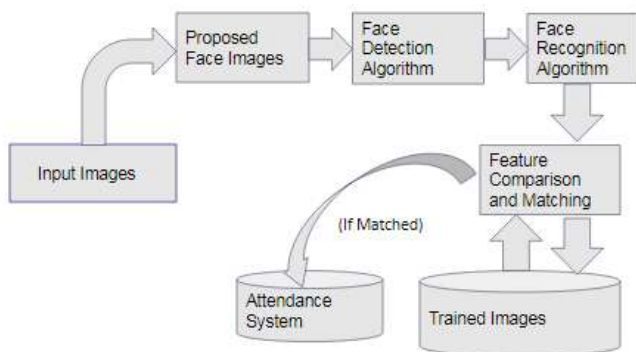 Proposed
Face Images
Face
Detection
Algorithm
Face
Recognition
Algorithm
Input Images
Feature
Comparison
and Matching
(If Matched)
Attendance
System
Trained Images